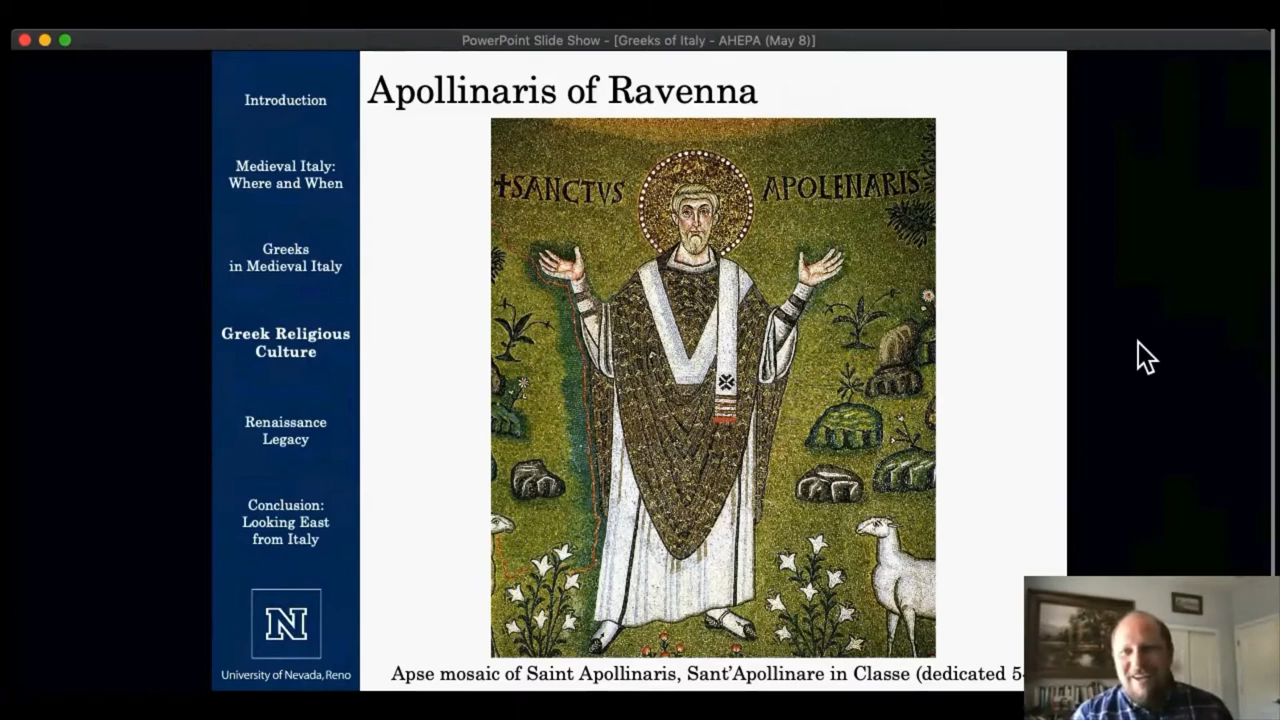 PowerPoint Slide Show - [Greeks of Italy - AHEPA (May 8)]
Introduction
Medieval Italy:
Where and When
Greeks
in Medieval Italy
Greek Religious
Culture
Renaissance
Legacy
Conclusion:
Looking East
from Italy
N
University of Nevada, Reno
Apollinaris of Ravenna
+SANCTVS APOLENARIS
Apse mosaic of Saint Apollinaris, Sant'Apollinare in Classe (dedicated